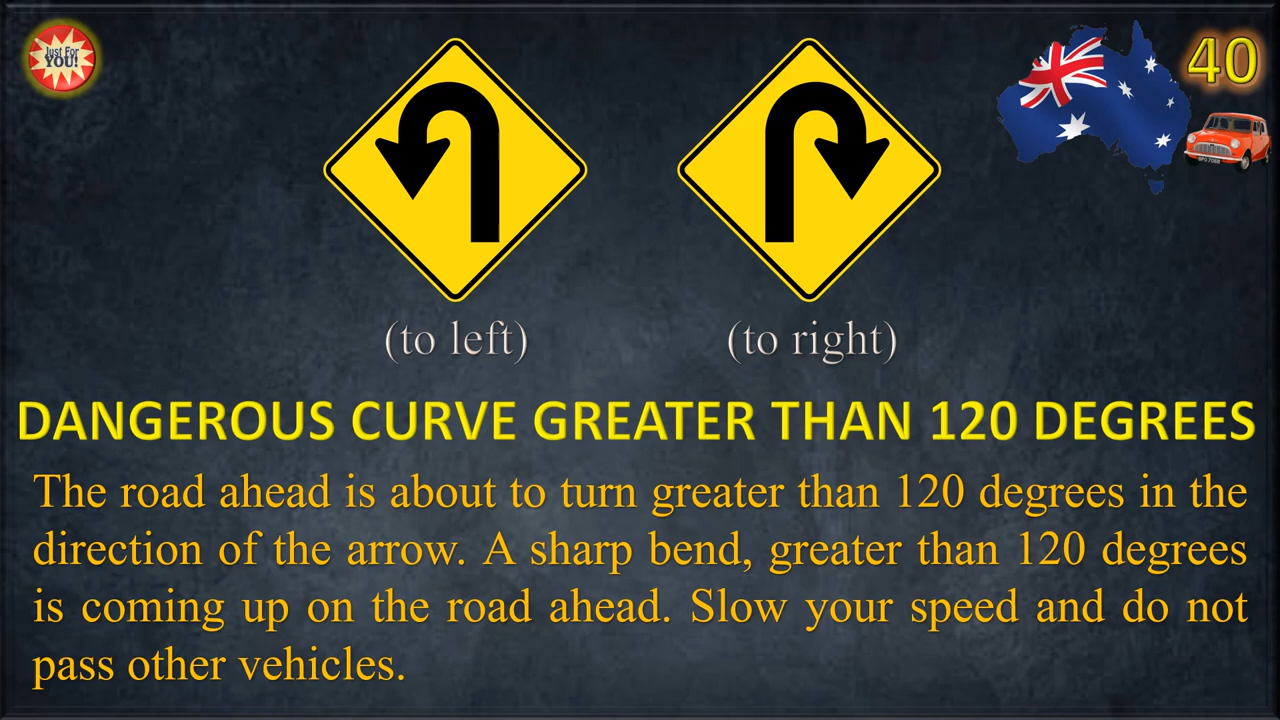 Just For
YOU!
40
(to left)
(to right)
DANGEROUS CURVE GREATER THAN 120 DEGREES
The road ahead is about to turn greater than 120 degrees in the
direction of the arrow. A sharp bend, greater than 120 degrees
is coming up on the road ahead. Slow your speed and do not
pass other vehicles.